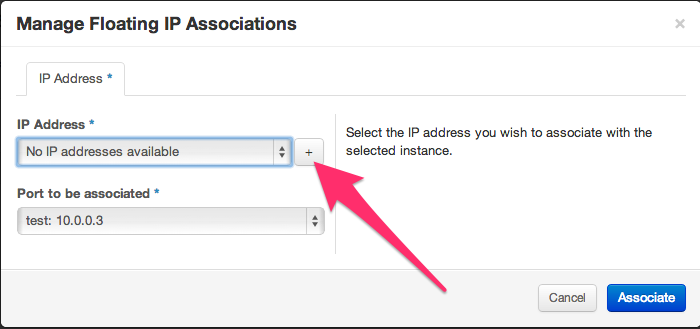 Manage Floating IP Associations
×
IP Address *
IP Address *
No IP addresses available
+
Select the IP address you wish to associate with the
selected instance.
Port to be associated *
test: 10.0.0.3
Cancel
Associate